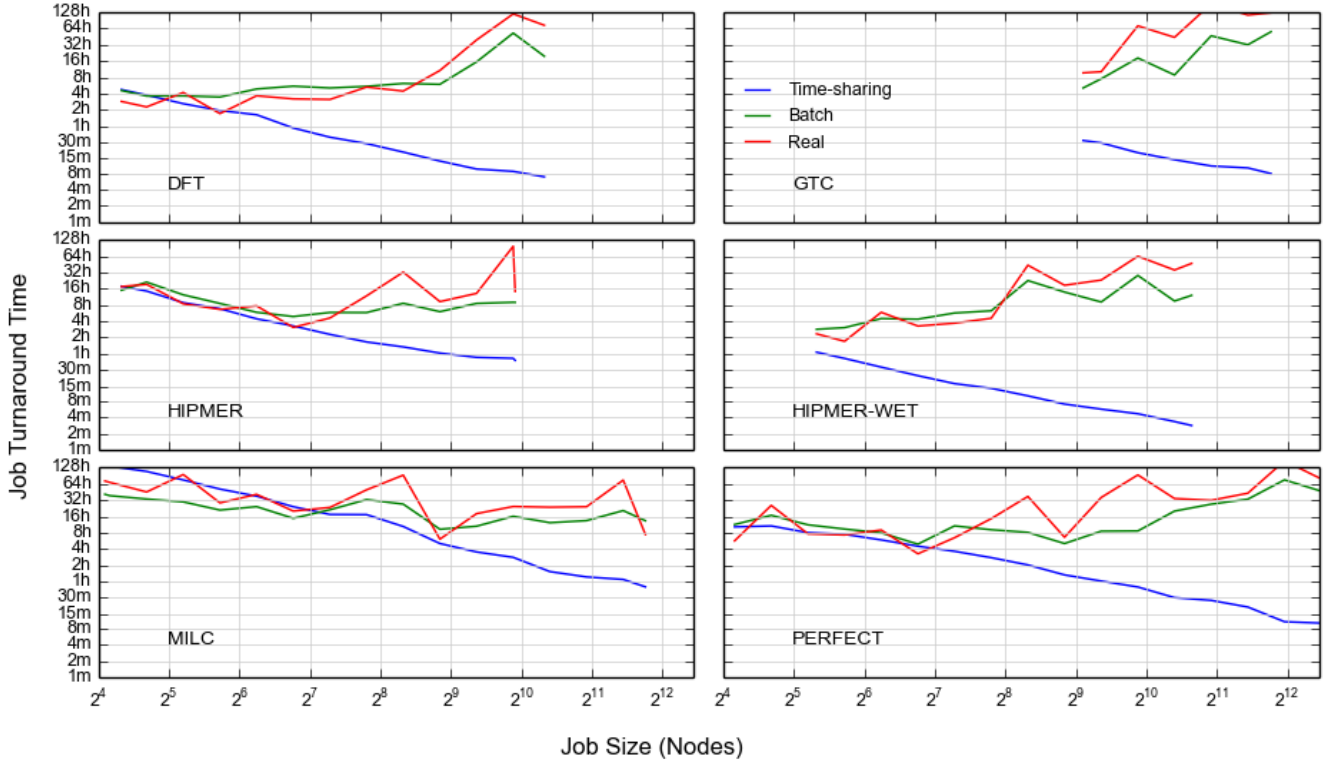 128h
64h
32h
16h
8h
4h
2h
1h
30m
15m
8m
4m
2m
1m
DFT
Time-sharing
Batch
Real
GTC
128h
64h
32h
16h
8h
4h
2h
1h
30m
15m
8m
4m
2m
1m
HIPMER
HIPMER-WET
Job Turnaround Time
128h
64h
32h
16h
8h
4h
2h
1h
30m
15m
8m
4m
2m
1m
MILC
PERFECT
2^4 2^5 2^6 2^7 2^8 2^9 2^10 2^11 2^12
2^4 2^5 2^6 2^7 2^8 2^9 2^10 2^11 2^12
Job Size (Nodes)